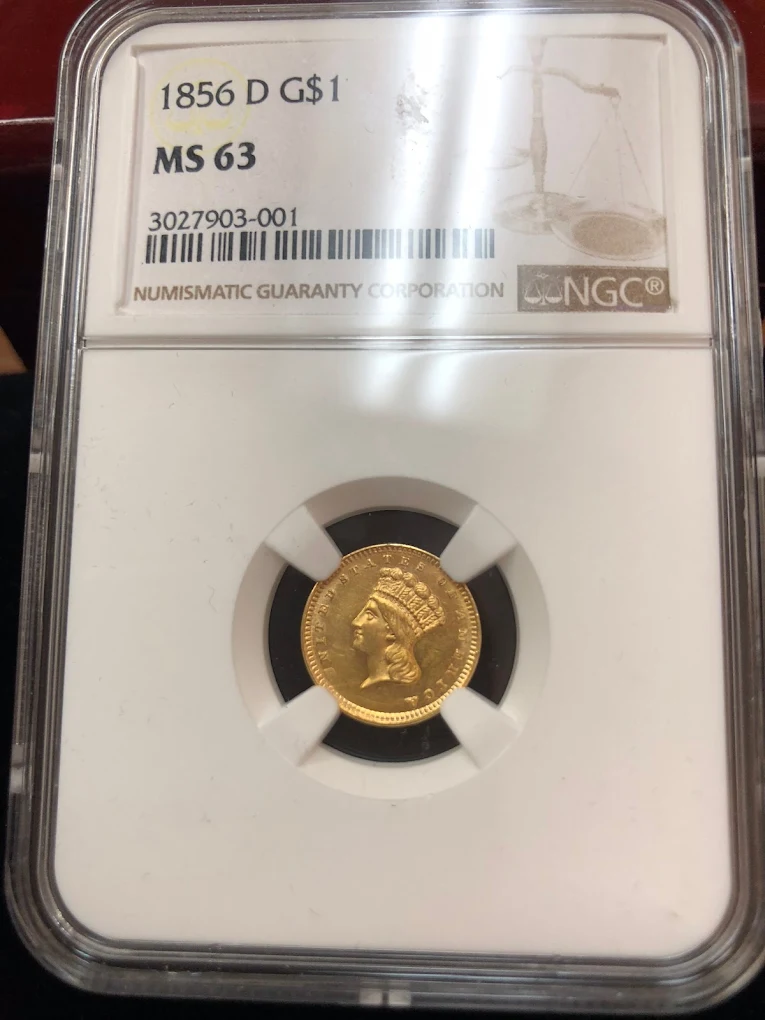 1856 D G$1
MS 63
3027903-001
NUMISMATIC GUARANTY CORPORATION
NGC®
UNITED STATES OF AMERICA